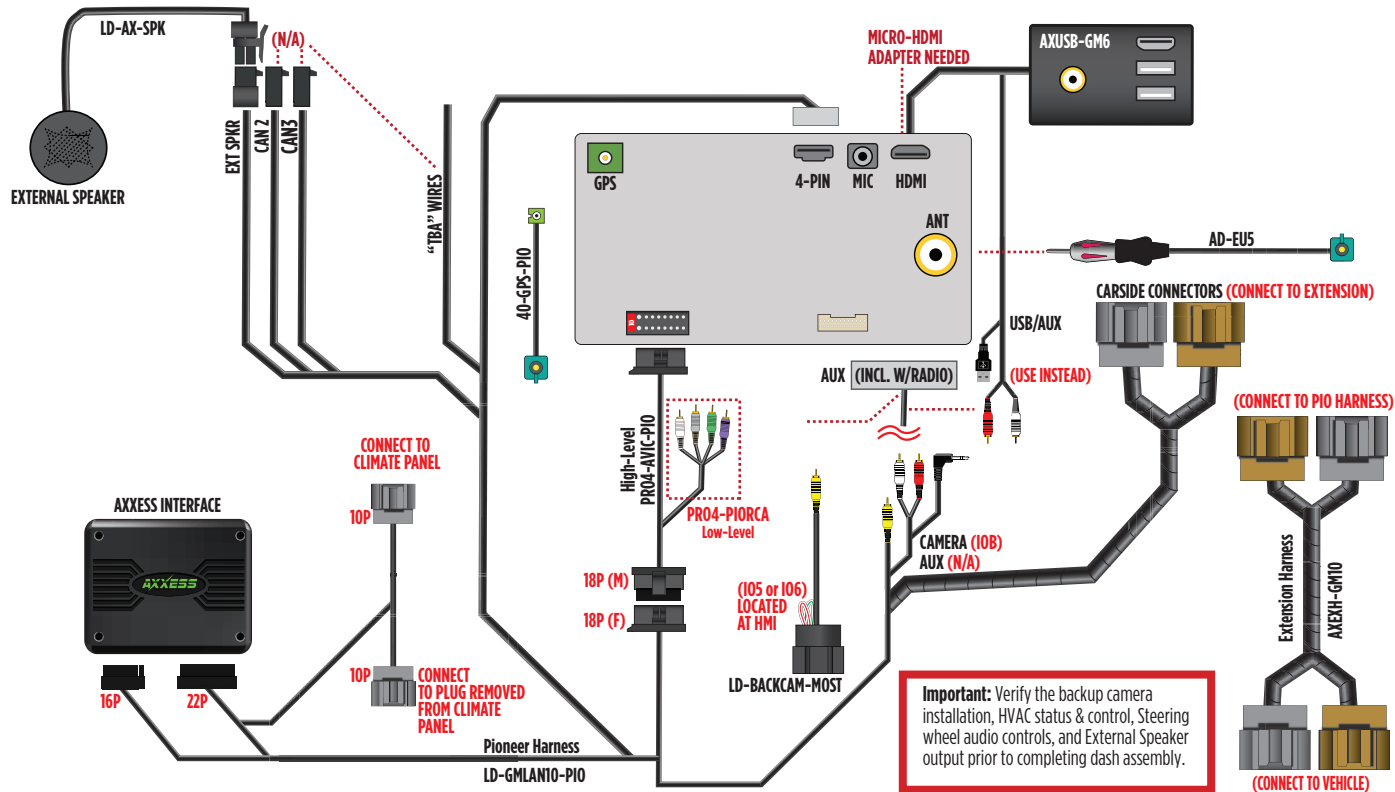 LD-AX-SPK
(N/A)
EXTERNAL SPEAKER
EXT SPKR
CAN 2
CAN3
"TBA" WIRES
MICRO-HDMI
ADAPTER NEEDED
AXUSB-GM6
GPS
4-PIN
MIC
HDMI
ANT
40-GPS-PIO
AD-EU5
CARSIDE CONNECTORS (CONNECT TO EXTENSION)
USB/AUX
AUX (INCL. W/RADIO)
(USE INSTEAD)
(CONNECT TO PIO HARNESS)
High-Level
PRO4-AVIC-PIO
PRO4-PIORCA
Low-Level
CONNECT TO
CLIMATE PANEL
10P
AXXESS INTERFACE
AXXESS
18P (M)
18P (F)
CAMERA (IOB)
AUX (N/A)
(IO5 or IO6)
LOCATED
AT HMI
LD-BACKCAM-MOST
Extension Harness
AXEXH-GM10
10P
CONNECT
TO PLUG REMOVED
FROM CLIMATE
PANEL
16P
22P
Pioneer Harness
LD-GMLAN10-PIO
Important: Verify the backup camera
installation, HVAC status & control, Steering
wheel audio controls, and External Speaker
output prior to completing dash assembly.
(CONNECT TO VEHICLE)